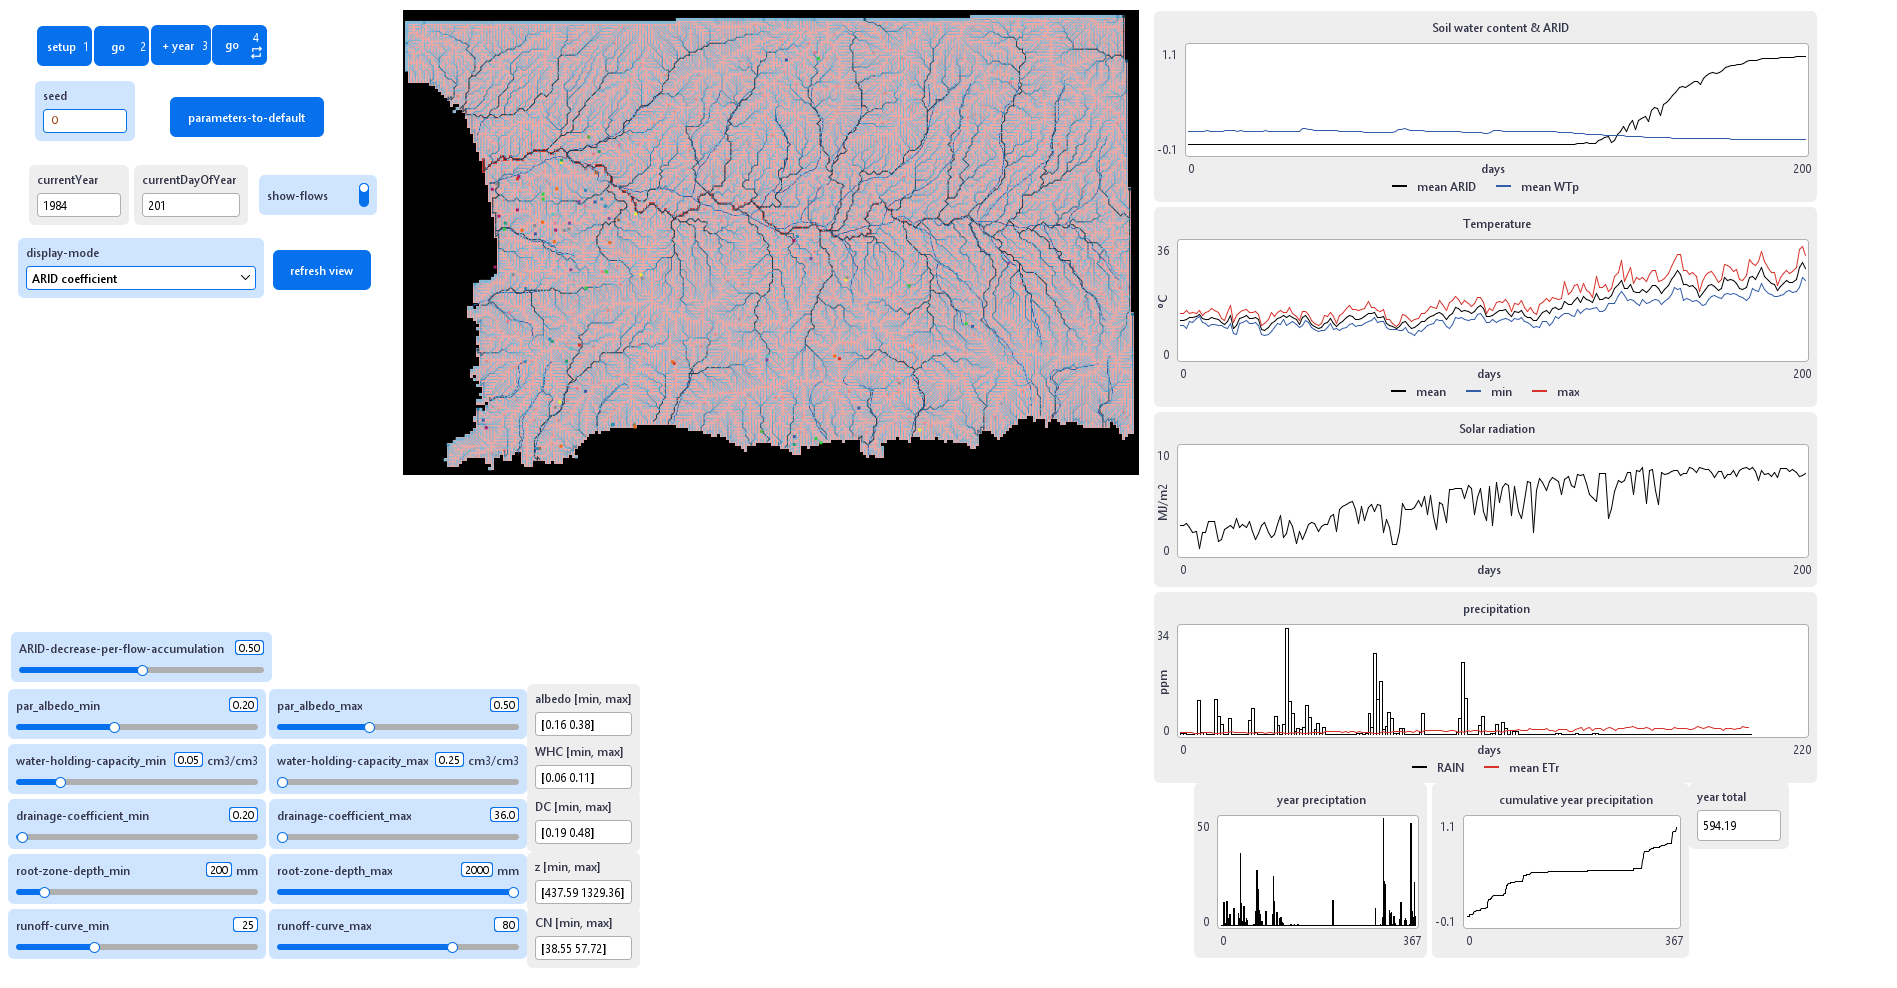 setup 1
go 2
+ year 3
go 4
seed
0
parameters-to-default
currentYear
1984
currentDayOfYear
201
show-flows
display-mode
ARID coefficient
refresh view
ARID-decrease-per-flow-accumulation 0.50
par_albedo_min 0.20
par_albedo_max 0.50
albedo [min, max]
[0.16 0.38]
water-holding-capacity_min 0.05 cm3/cm3
water-holding-capacity_max 0.25 cm3/cm3
WHC [min, max]
[0.06 0.11]
drainage-coefficient_min 0.20
drainage-coefficient_max 36.0
DC [min, max]
[0.19 0.48]
root-zone-depth_min 200 mm
root-zone-depth_max 2000 mm
z [min, max]
[437.59 1329.36]
runoff-curve_min 25
runoff-curve_max 80
CN [min, max]
[38.55 57.72]
Soil water content & ARID
1.1
-0.1
0 days 200
mean ARID mean WTp
Temperature
36
°C
0
0 days 200
mean min max
Solar radiation
10
MJ/m2
0
0 days 200
precipitation
34
ppm
0
0 days 220
RAIN mean ETr
year preciptation
50
0
0 367
cumulative year precipitation
1.1
-0.1
0 367
year total
594.19